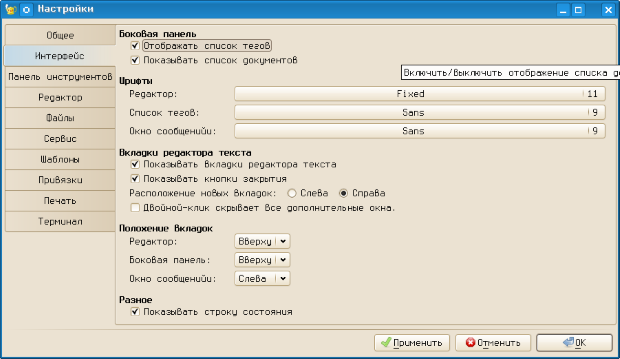 Настройки
Общее
Интерфейс
Панель инструментов
Редактор
Файлы
Сервис
Шаблоны
Привязки
Печать
Терминал
Боковая панель
Отображать список тегов
Показывать список документов
Включить/Выключить отображение списка д
Шрифты
Редактор: Fixed 11
Список тегов: Sans 9
Окно сообщений: Sans 9
Вкладки редактора текста
Показывать вкладки редактора текста
Показывать кнопки закрытия
Расположение новых вкладок: Слева Справа
Двойной-клик скрывает все дополнительные окна.
Положение вкладок
Редактор: Вверху
Боковая панель: Вверху
Окно сообщений: Слева
Разное
Показывать строку состояния
Применить Отменить OK